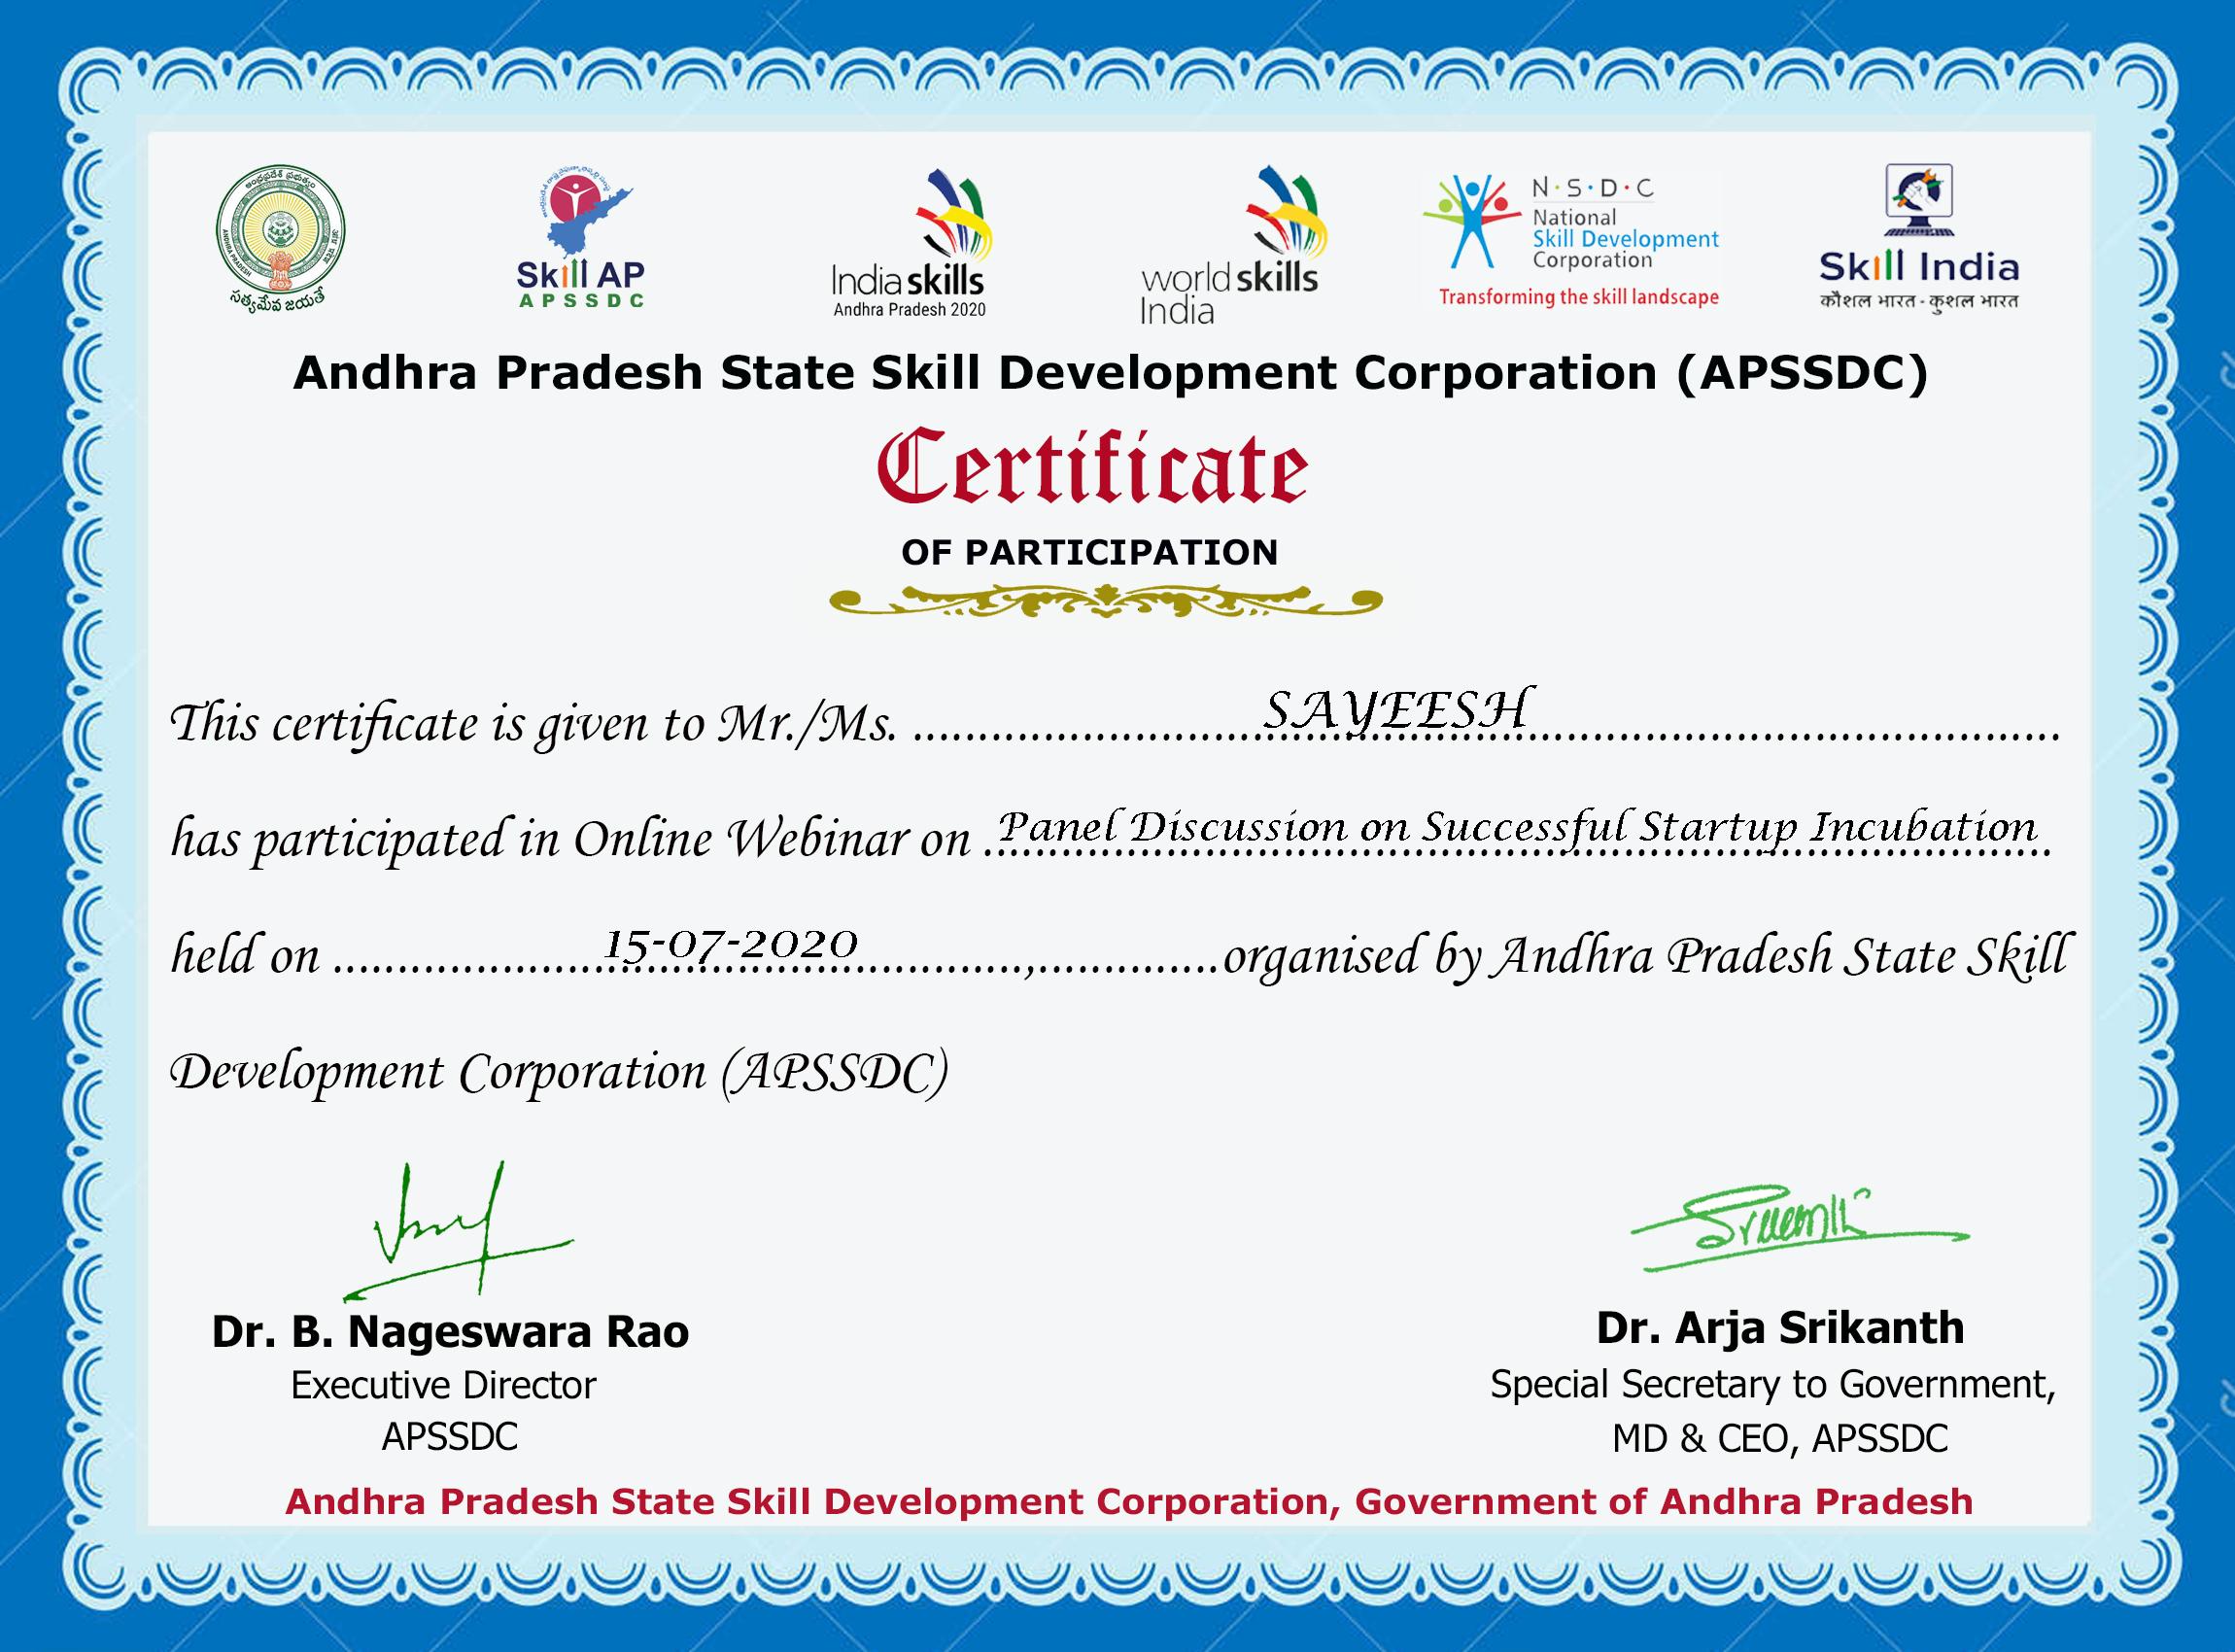 ఆంధ్రప్రదేశ్ ప్రభుత్వం
ANDHRA PRADESH
సత్యమేవ జయతే
Skill AP
APSSDC
India skills
Andhra Pradesh 2020
world skills
India
N·S·D·C
National
Skill Development
Corporation
Transforming the skill landscape
Skill India
कौशल भारत - कुशल भारत
Andhra Pradesh State Skill Development Corporation (APSSDC)
Certificate
OF PARTICIPATION
This certificate is given to Mr./Ms. SAYEESH
has participated in Online Webinar on Panel Discussion on Successful Startup Incubation
held on 15-07-2020 organised by Andhra Pradesh State Skill
Development Corporation (APSSDC)
Dr. B. Nageswara Rao
Executive Director
APSSDC
Dr. Arja Srikanth
Special Secretary to Government,
MD & CEO, APSSDC
Andhra Pradesh State Skill Development Corporation, Government of Andhra Pradesh